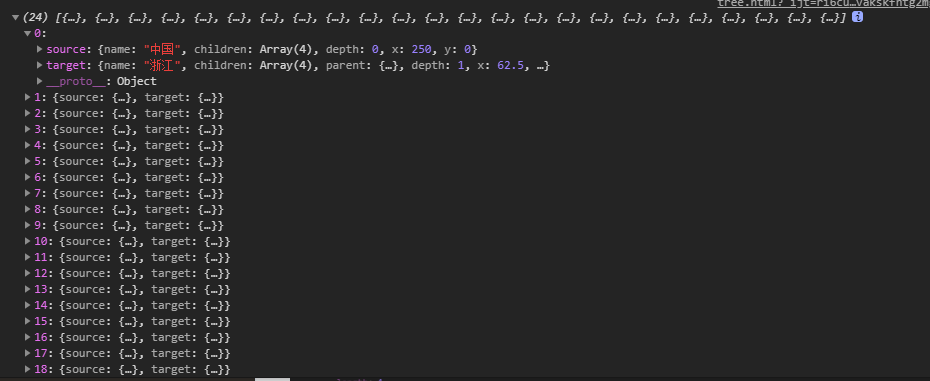 tree.html?_ijt=ri6cu…vakskfhtg2m
(24) [{…}, {…}, {…}, {…}, {…}, {…}, {…}, {…}, {…}, {…}, {…}, {…}, {…}, {…}, {…}, {…}, {…}, {…}, {…}, {…}, {…}, {…}, {…}, {…}] i
0:
source: {name: "中国", children: Array(4), depth: 0, x: 250, y: 0}
target: {name: "浙江", children: Array(4), parent: {…}, depth: 1, x: 62.5, …}
__proto__: Object
1: {source: {…}, target: {…}}
2: {source: {…}, target: {…}}
3: {source: {…}, target: {…}}
4: {source: {…}, target: {…}}
5: {source: {…}, target: {…}}
6: {source: {…}, target: {…}}
7: {source: {…}, target: {…}}
8: {source: {…}, target: {…}}
9: {source: {…}, target: {…}}
10: {source: {…}, target: {…}}
11: {source: {…}, target: {…}}
12: {source: {…}, target: {…}}
13: {source: {…}, target: {…}}
14: {source: {…}, target: {…}}
15: {source: {…}, target: {…}}
16: {source: {…}, target: {…}}
17: {source: {…}, target: {…}}
18: {source: {…}, target: {…}}